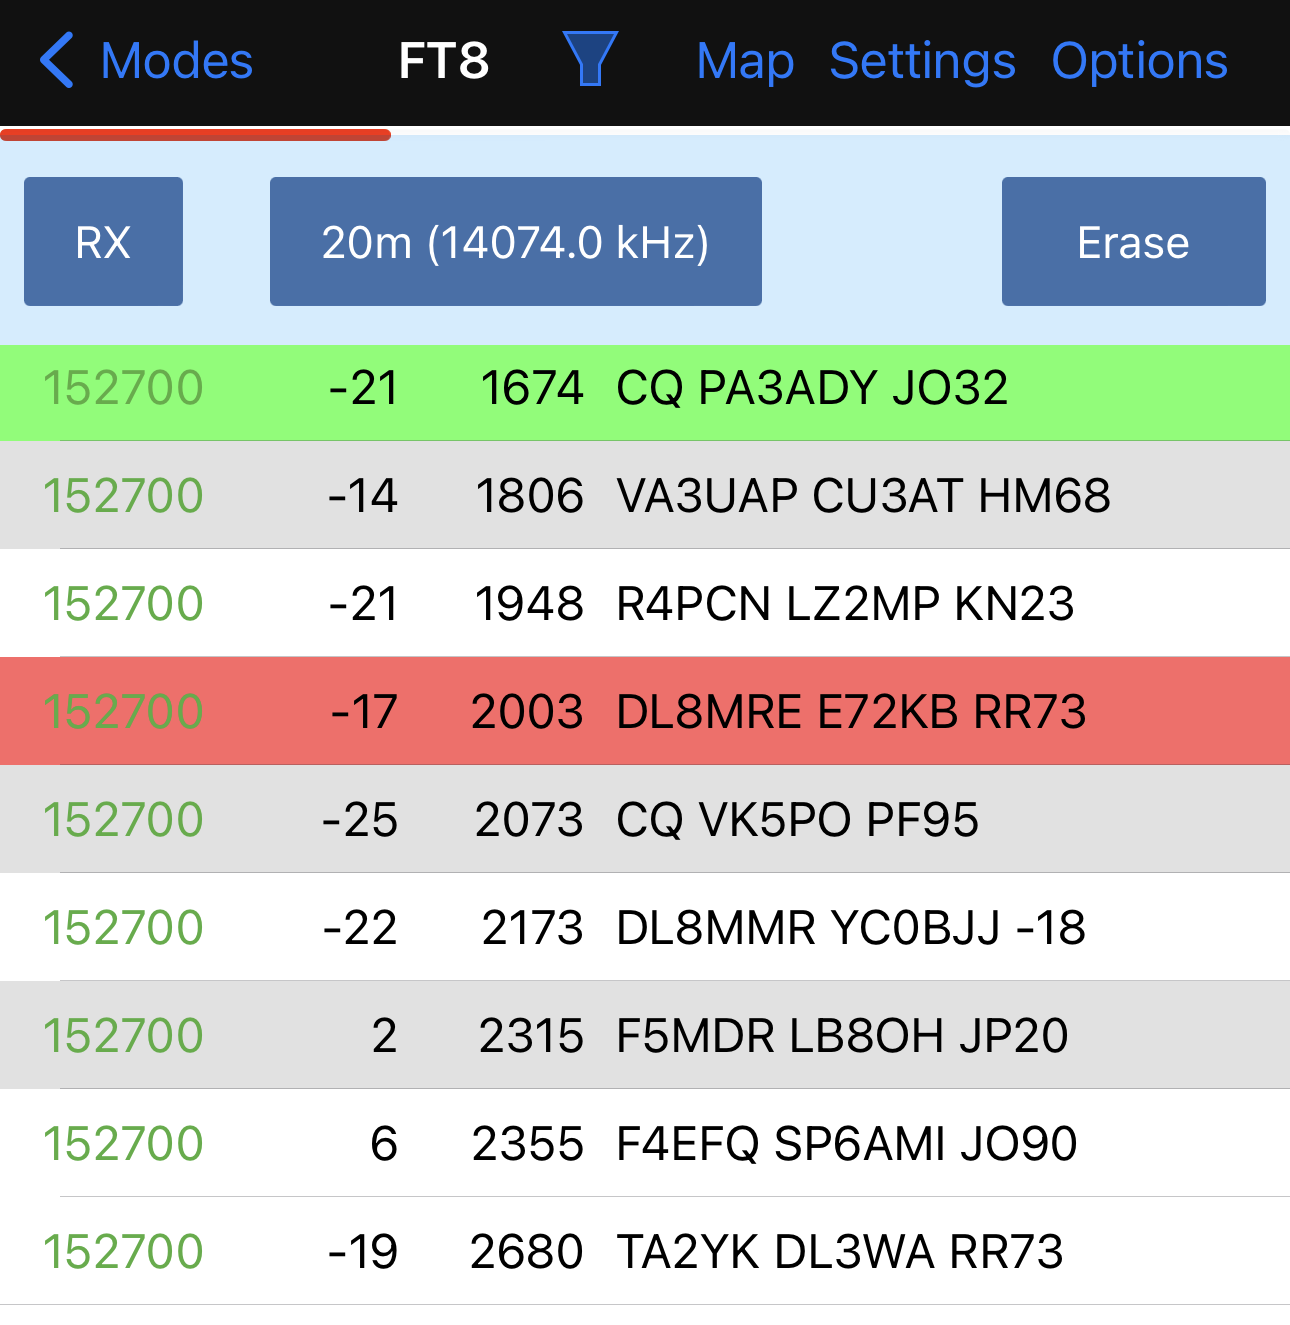 Modes FT8 Map Settings Options
RX 20m (14074.0 kHz) Erase
152700 -21 1674 CQ PA3ADY JO32
152700 -14 1806 VA3UAP CU3AT HM68
152700 -21 1948 R4PCN LZ2MP KN23
152700 -17 2003 DL8MRE E72KB RR73
152700 -25 2073 CQ VK5PO PF95
152700 -22 2173 DL8MMR YC0BJJ -18
152700 2 2315 F5MDR LB8OH JP20
152700 6 2355 F4EFQ SP6AMI JO90
152700 -19 2680 TA2YK DL3WA RR73